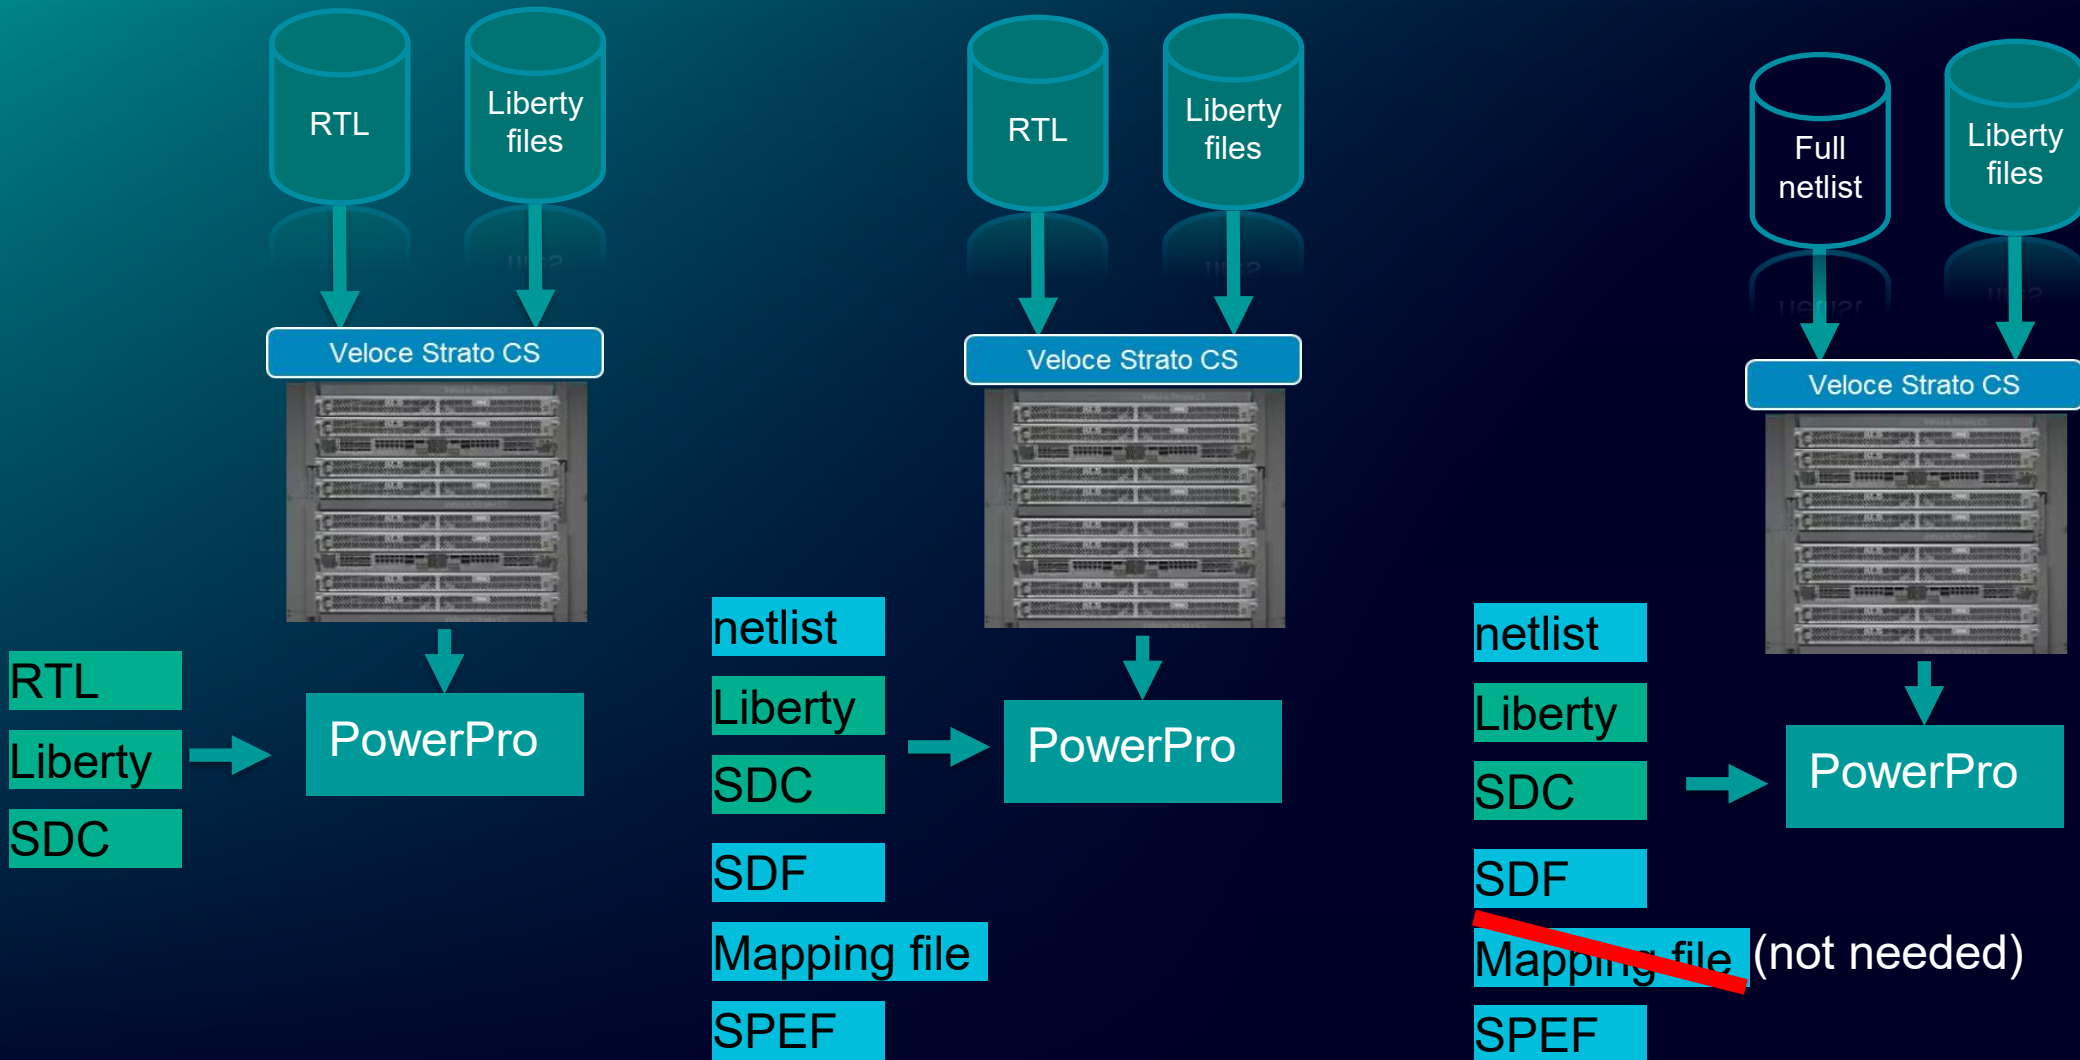 RTL
Liberty
files
Veloce Strato CS
RTL
Liberty
SDC
PowerPro
RTL
Liberty
files
Veloce Strato CS
netlist
Liberty
SDC
SDF
Mapping file
SPEF
PowerPro
Full
netlist
Liberty
files
Veloce Strato CS
netlist
Liberty
SDC
SDF
Mapping file (not needed)
SPEF
PowerPro